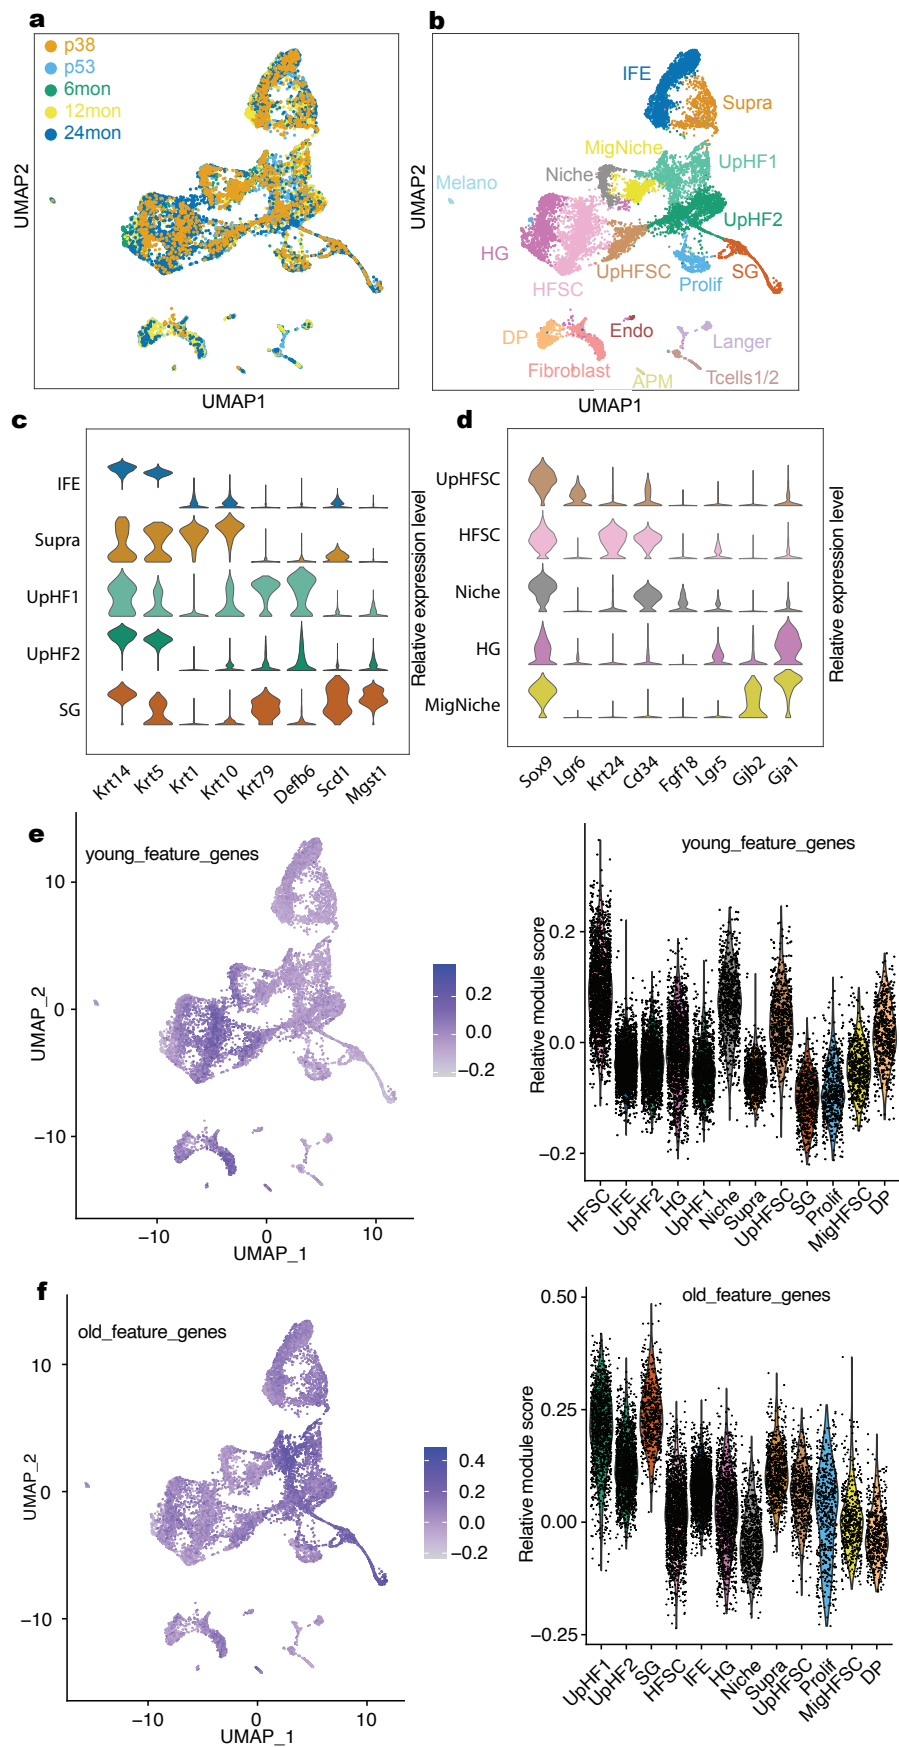 a
p38
p53
6mon
12mon
24mon
UMAP2
UMAP1
b
IFE
Supra
MigNiche
UpHF1
Niche
Melano
UpHF2
HG
UpHFSC
SG
HFSC
Prolif
DP
Endo
Langer
Fibroblast
APM
Tcells1/2
UMAP2
UMAP1
c
IFE
Supra
UpHF1
UpHF2
SG
Relative expression level
Krt14
Krt5
Krt1
Krt10
Krt79
Defb6
Scd1
Mgst1
d
UpHFSC
HFSC
Niche
HG
MigNiche
Relative expression level
Sox9
Lgr6
Krt24
Cd34
Fgf18
Lgr5
Gjb2
Gja1
e
young_feature_genes
10
0
−10
UMAP_2
−10
0
10
UMAP_1
0.2
0.0
−0.2
young_feature_genes
Relative module score
0.2
0.0
−0.2
HFSC
IFE
UpHF2
HG
UpHF1
Niche
Supra
UpHFSC
SG
Prolif
MigHFSC
DP
f
old_feature_genes
10
0
−10
UMAP_2
−10
0
10
UMAP_1
0.4
0.2
0.0
−0.2
old_feature_genes
Relative module score
0.50
0.25
0.00
−0.25
UpHF1
UpHF2
SG
HFSC
IFE
HG
Niche
Supra
UpHFSC
Prolif
MigHFSC
DP